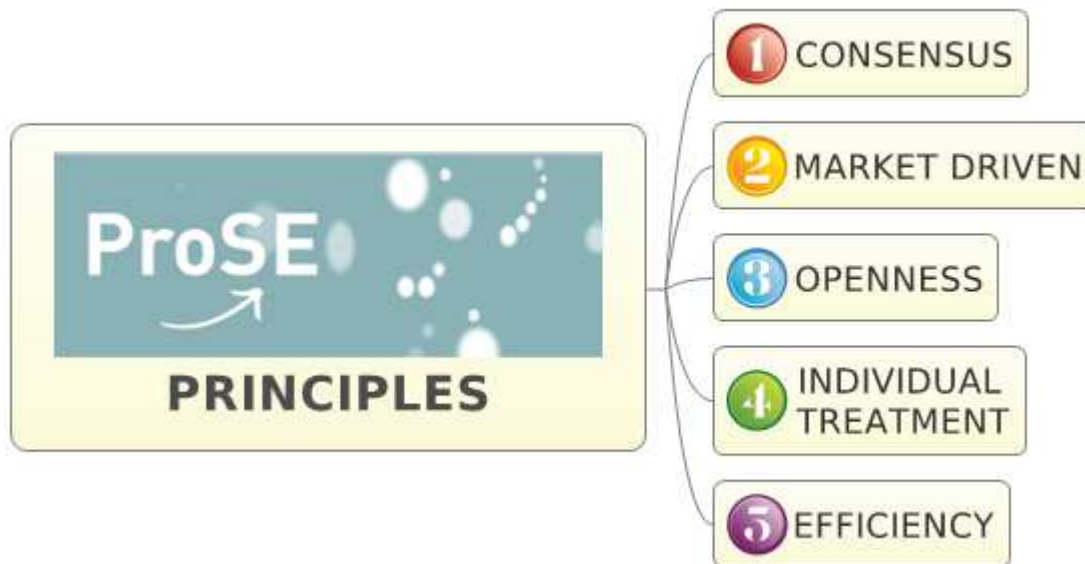 ProSE
PRINCIPLES
1 CONSENSUS
2 MARKET DRIVEN
3 OPENNESS
4 INDIVIDUAL
TREATMENT
5 EFFICIENCY